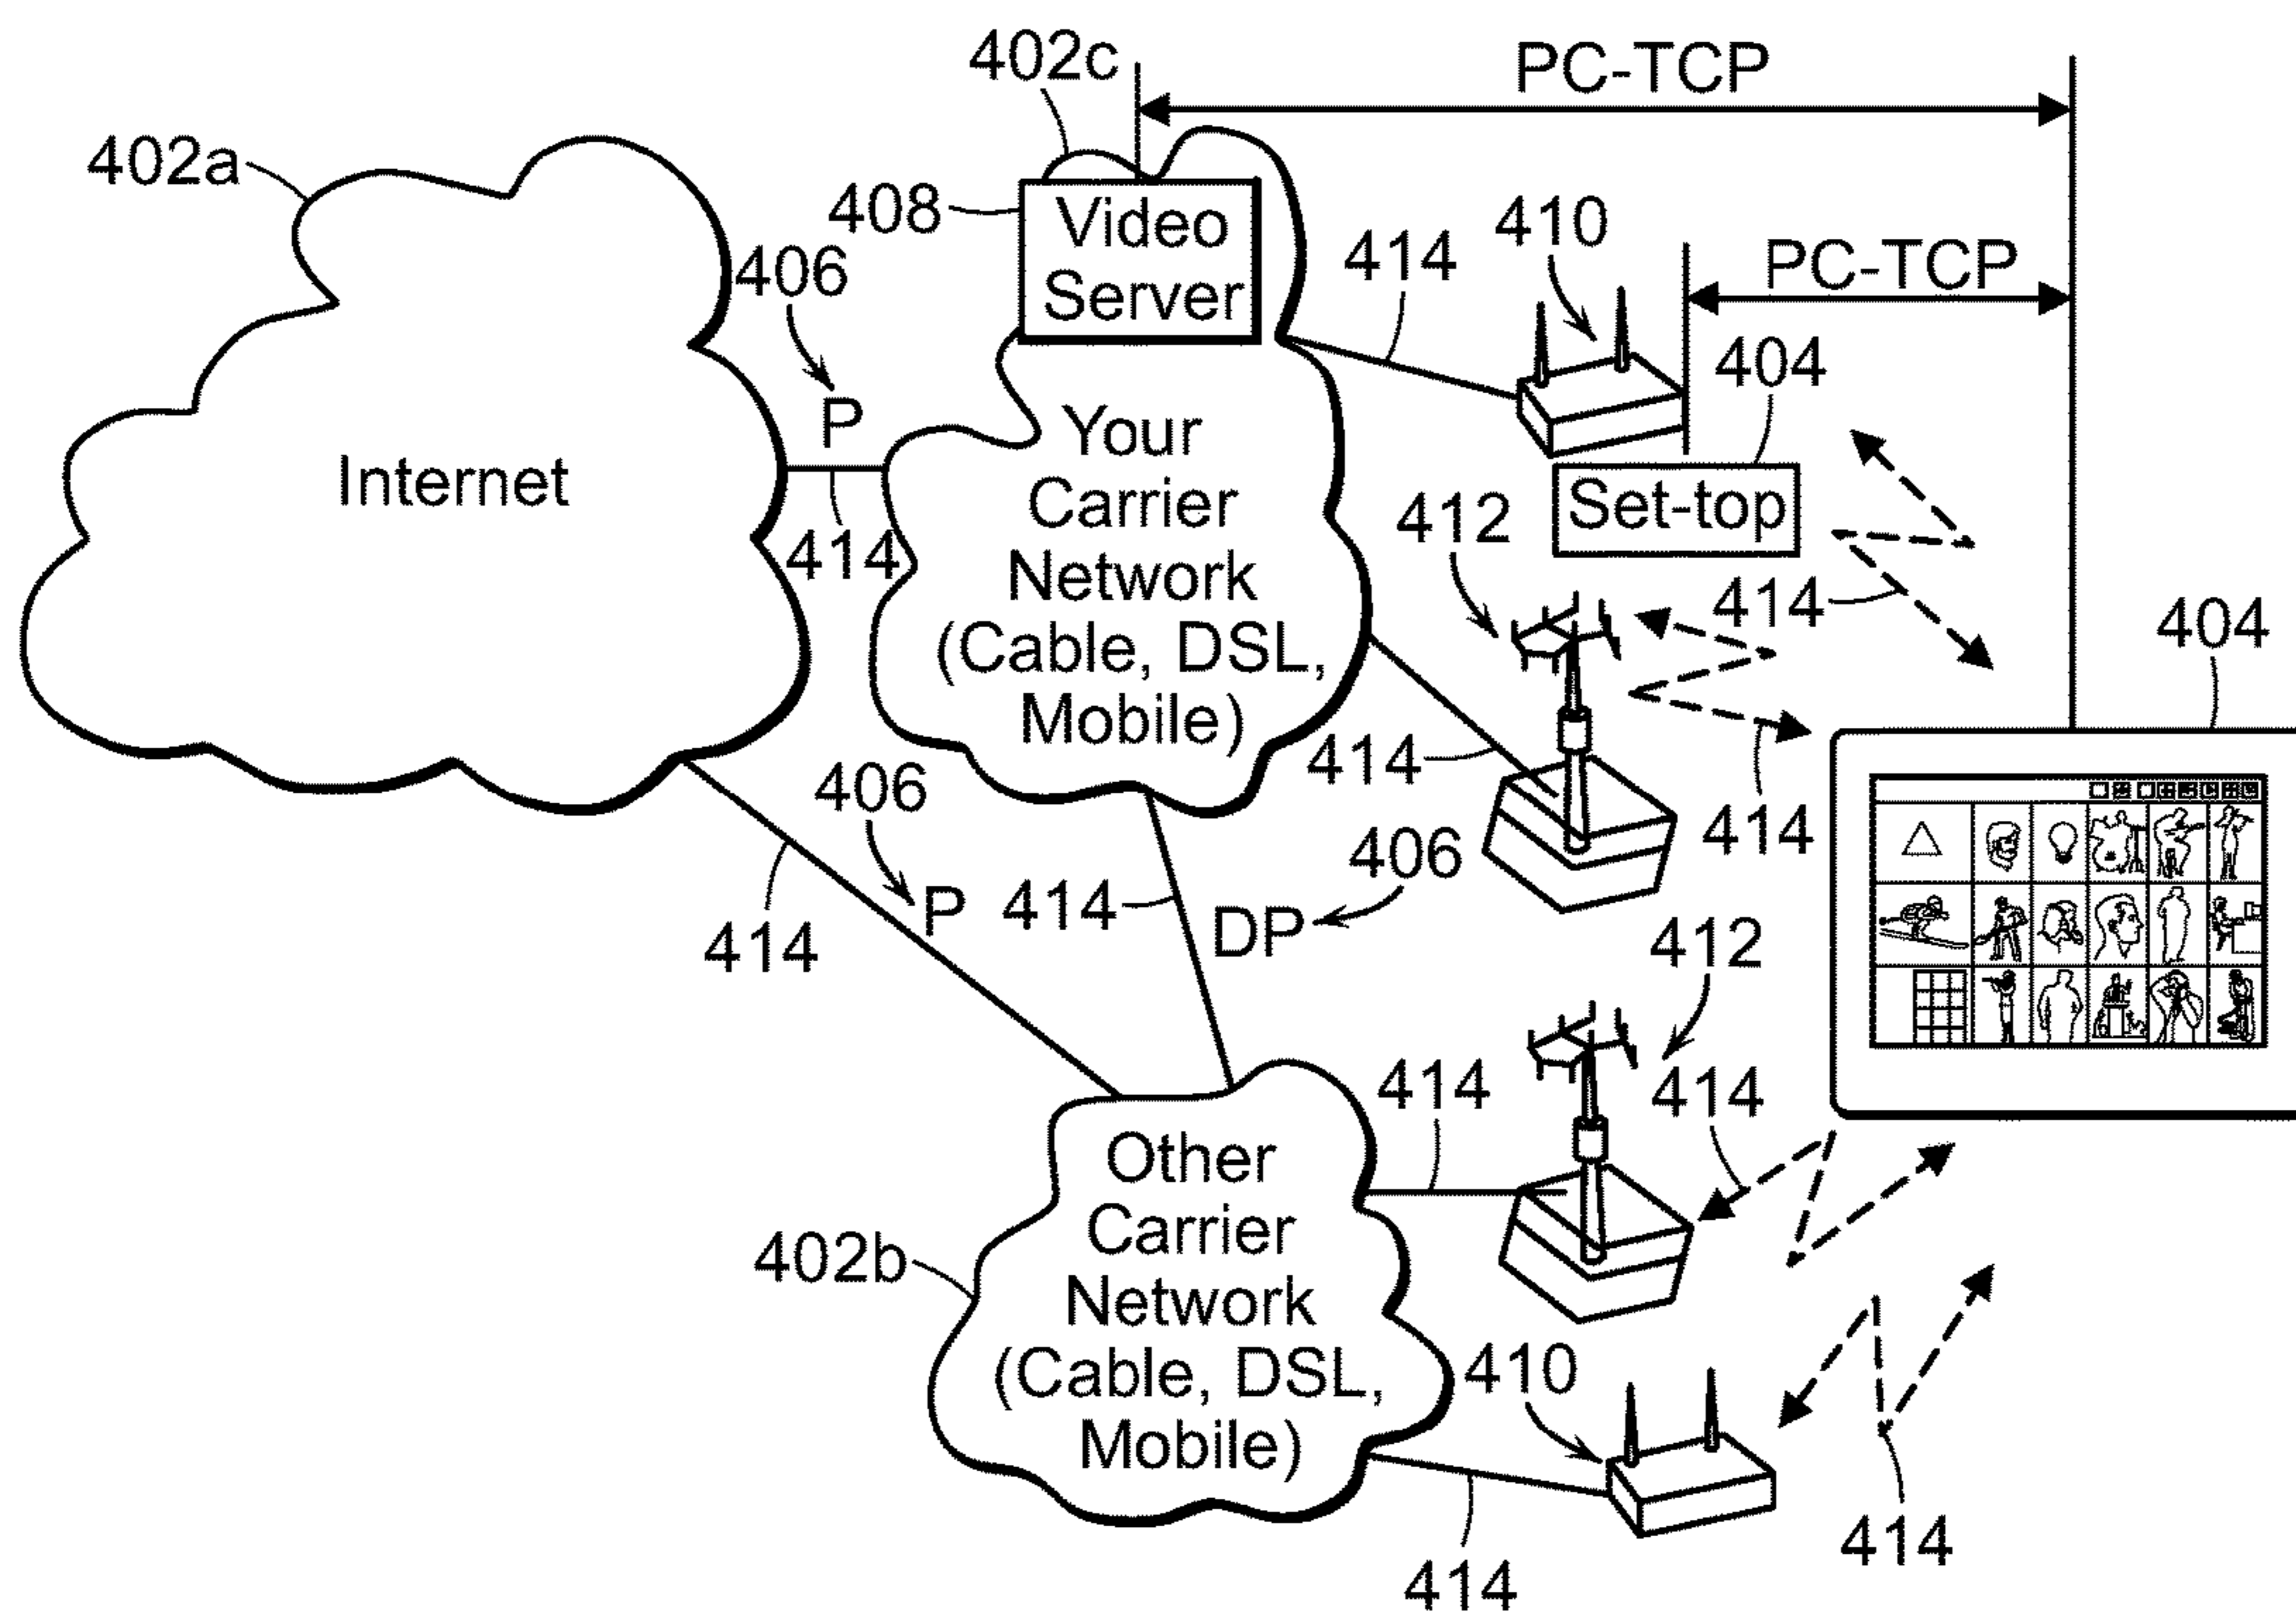 402c
PC-TCP
402a
408
Video
Server
406
414
410
PC-TCP
404
P
Internet
Your
Carrier
Network
(Cable, DSL,
Mobile)
414
412
Set-top
414
404
414
414
406
P
414
414
DP
406
412
414
414
Other
Carrier
Network
(Cable, DSL,
Mobile)
402b
410
414
414